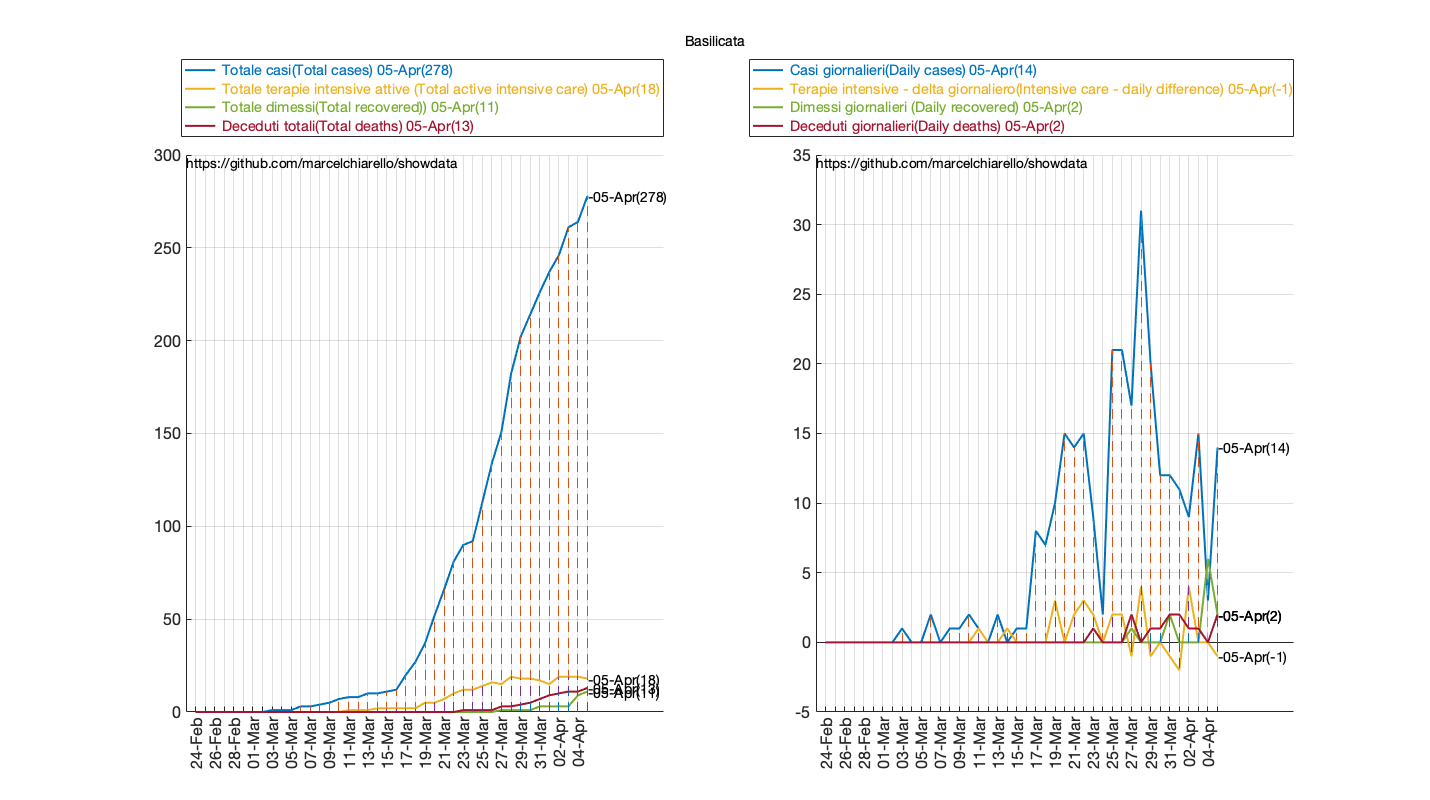 Basilicata
Totale casi(Total cases) 05-Apr(278)
Totale terapie intensive attive (Total active intensive care) 05-Apr(18)
Totale dimessi(Total recovered)) 05-Apr(11)
Deceduti totali(Total deaths) 05-Apr(13)
https://github.com/marcelchiarello/showdata
300
250
200
150
100
50
0
-05-Apr(278)
-05-Apr(18)
-05-Apr(13)
-05-Apr(11)
24-Feb
26-Feb
28-Feb
01-Mar
03-Mar
05-Mar
07-Mar
09-Mar
11-Mar
13-Mar
15-Mar
17-Mar
19-Mar
21-Mar
23-Mar
25-Mar
27-Mar
29-Mar
31-Mar
02-Apr
04-Apr
Casi giornalieri(Daily cases) 05-Apr(14)
Terapie intensive - delta giornaliero(Intensive care - daily difference) 05-Apr(-1)
Dimessi giornalieri (Daily recovered) 05-Apr(2)
Deceduti giornalieri(Daily deaths) 05-Apr(2)
https://github.com/marcelchiarello/showdata
35
30
25
20
15
10
5
0
-5
-05-Apr(14)
-05-Apr(2)
-05-Apr(-1)
24-Feb
26-Feb
28-Feb
01-Mar
03-Mar
05-Mar
07-Mar
09-Mar
11-Mar
13-Mar
15-Mar
17-Mar
19-Mar
21-Mar
23-Mar
25-Mar
27-Mar
29-Mar
31-Mar
02-Apr
04-Apr